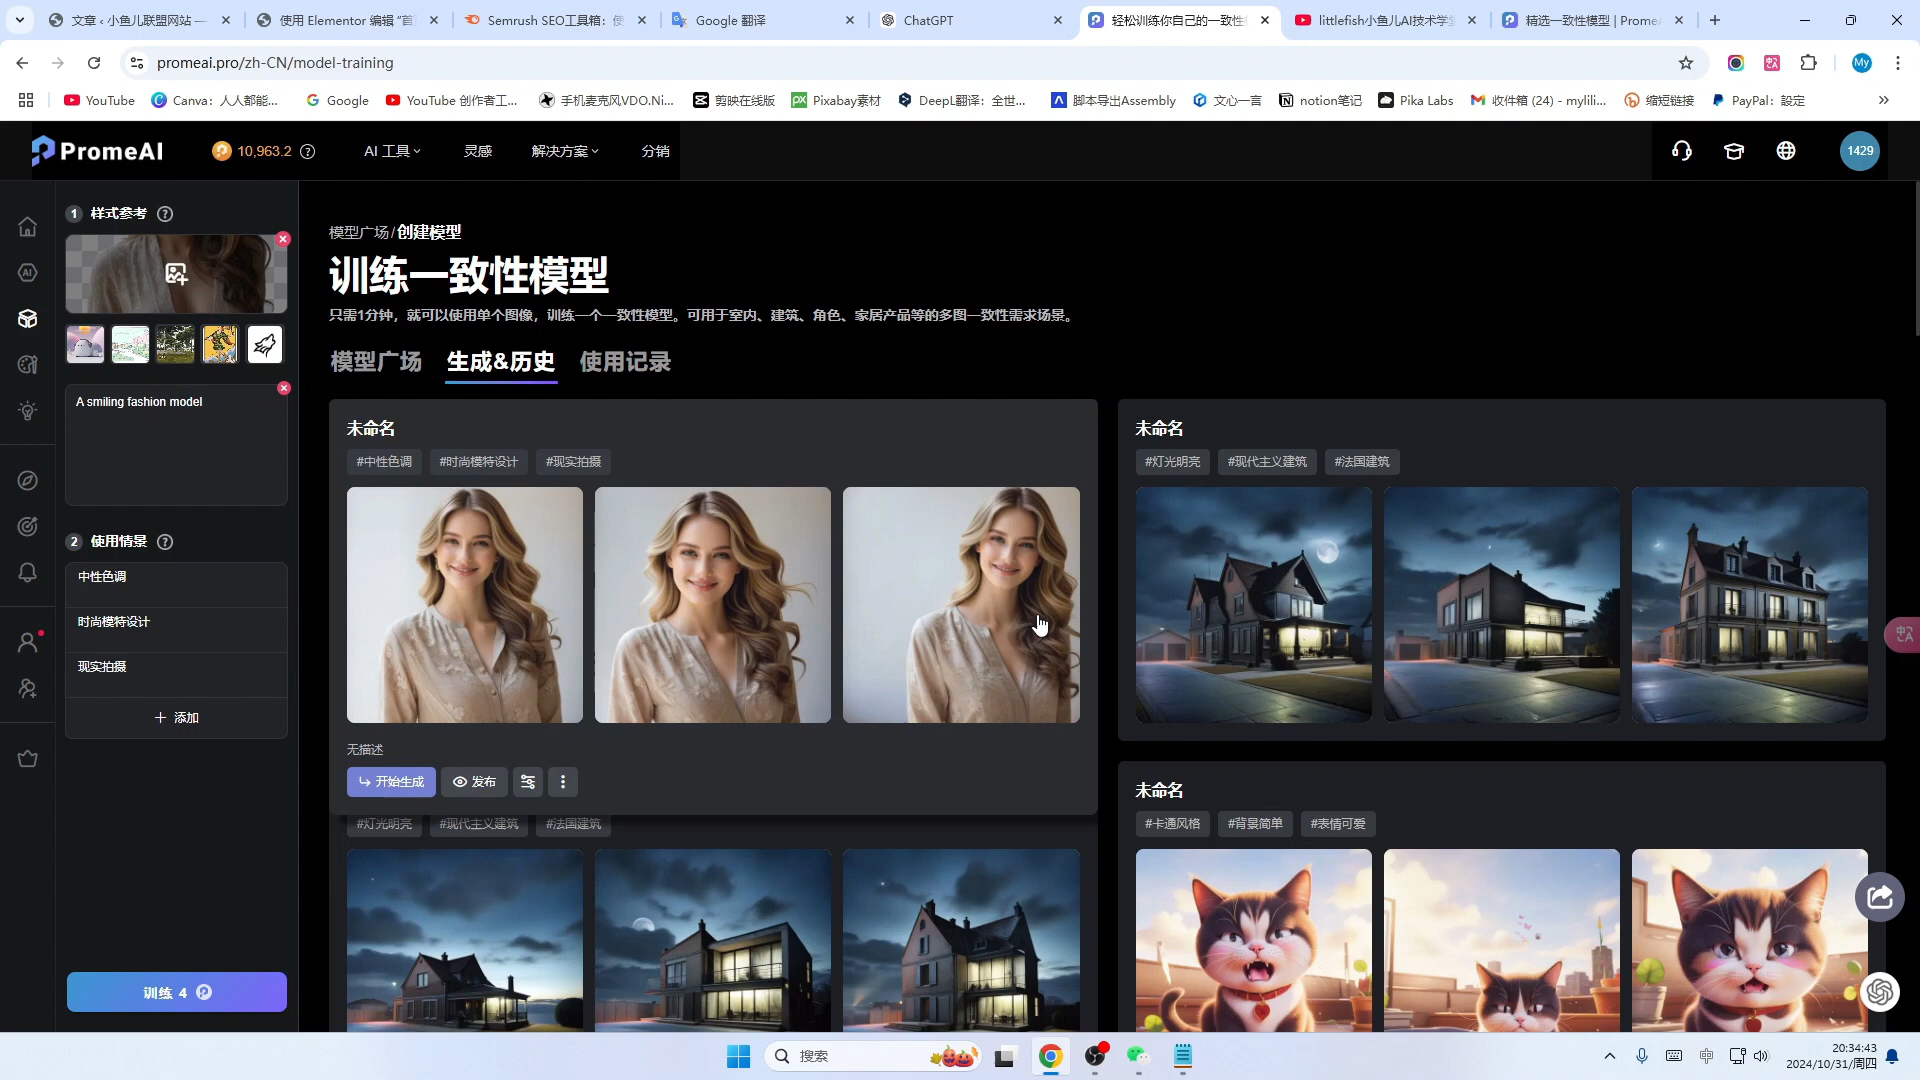 文章 ‹ 小鱼儿联盟网站 —
使用 Elementor 编辑 "首
Semrush SEO工具箱：使
Google 翻译
ChatGPT
轻松训练你自己的一致性
littlefish小鱼儿AI技术学
精选一致性模型 | Prome
promeai.pro/zh-CN/model-training
My
YouTube
Canva：人人都能...
Google
YouTube 创作者工...
手机麦克风VDO.Ni...
剪映在线版
Pixabay素材
DeepL翻译：全世...
脚本导出Assembly
文心一言
notion笔记
Pika Labs
收件箱 (24) - mylili...
缩短链接
PayPal：設定
PromeAI
10,963.2
AI 工具
灵感
解决方案
分销
1429
1 样式参考
A smiling fashion model
2 使用情景
中性色调
时尚模特设计
现实拍摄
添加
训练 4
模型广场/创建模型
训练一致性模型
只需1分钟，就可以使用单个图像，训练一个一致性模型。可用于室内、建筑、角色、家居产品等的多图一致性需求场景。
模型广场 生成&历史 使用记录
未命名
#中性色调 #时尚模特设计 #现实拍摄
无描述
开始生成 发布
#灯光明亮 #现代主义建筑 #法国建筑
未命名
#灯光明亮 #现代主义建筑 #法国建筑
未命名
#卡通风格 #背景简单 #表情可爱
搜索
中
20:34:43
2024/10/31/周四